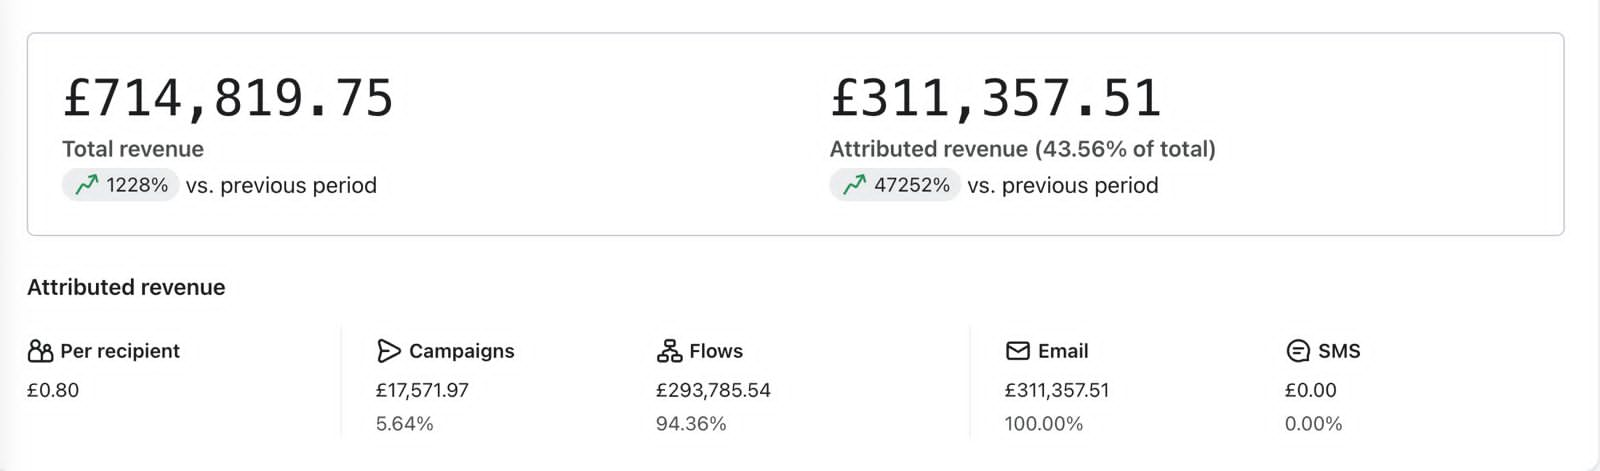 £714,819.75
Total revenue
1228% vs. previous period
£311,357.51
Attributed revenue (43.56% of total)
47252% vs. previous period
Attributed revenue
Per recipient
£0.80
Campaigns
£17,571.97
5.64%
Flows
£293,785.54
94.36%
Email
£311,357.51
100.00%
SMS
£0.00
0.00%